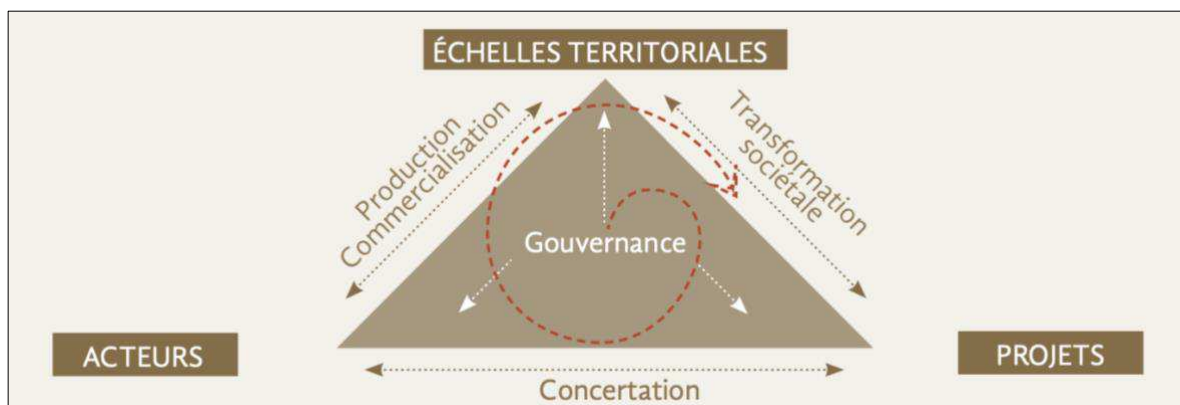 ÉCHELLES TERRITORIALES
Production
Commercialisation
Transformation
sociétale
Gouvernance
ACTEURS
PROJETS
Concertation